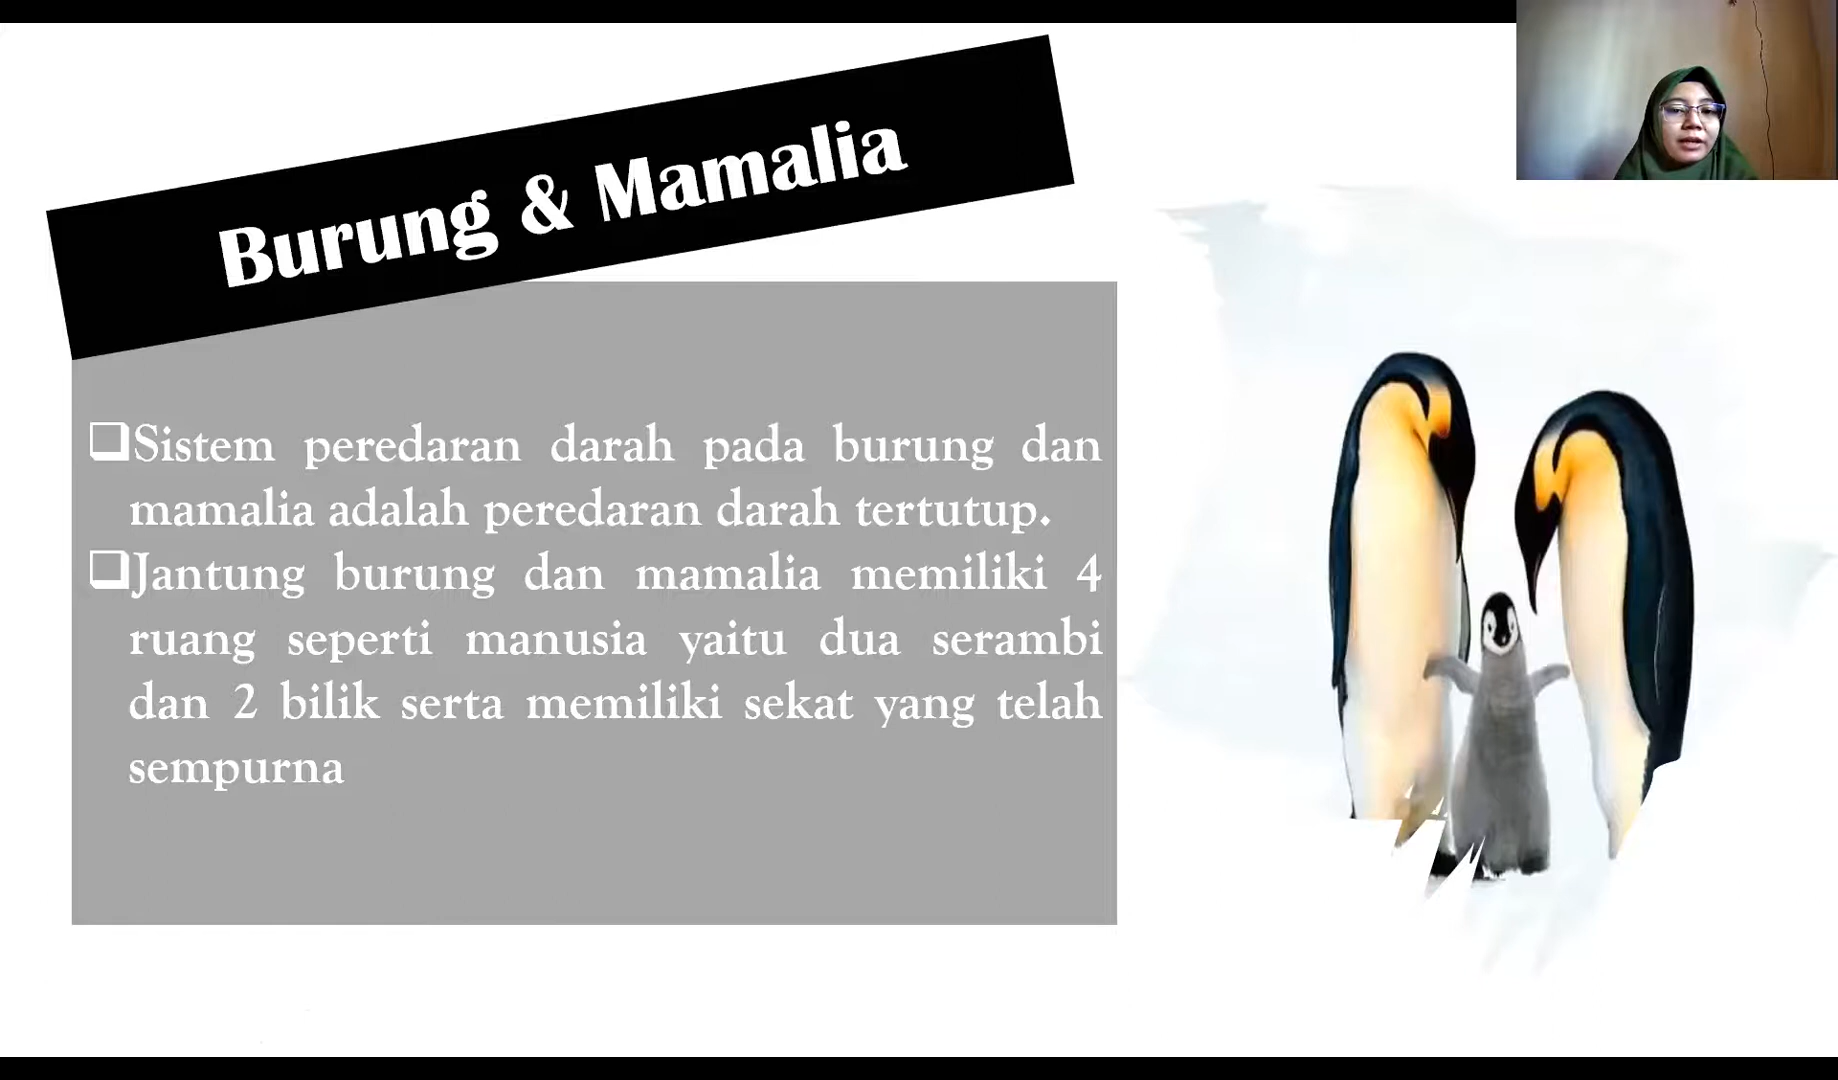 Burung & Mamalia
❑Sistem peredaran darah pada burung dan
mamalia adalah peredaran darah tertutup.
❑Jantung burung dan mamalia memiliki 4
ruang seperti manusia yaitu dua serambi
dan 2 bilik serta memiliki sekat yang telah
sempurna